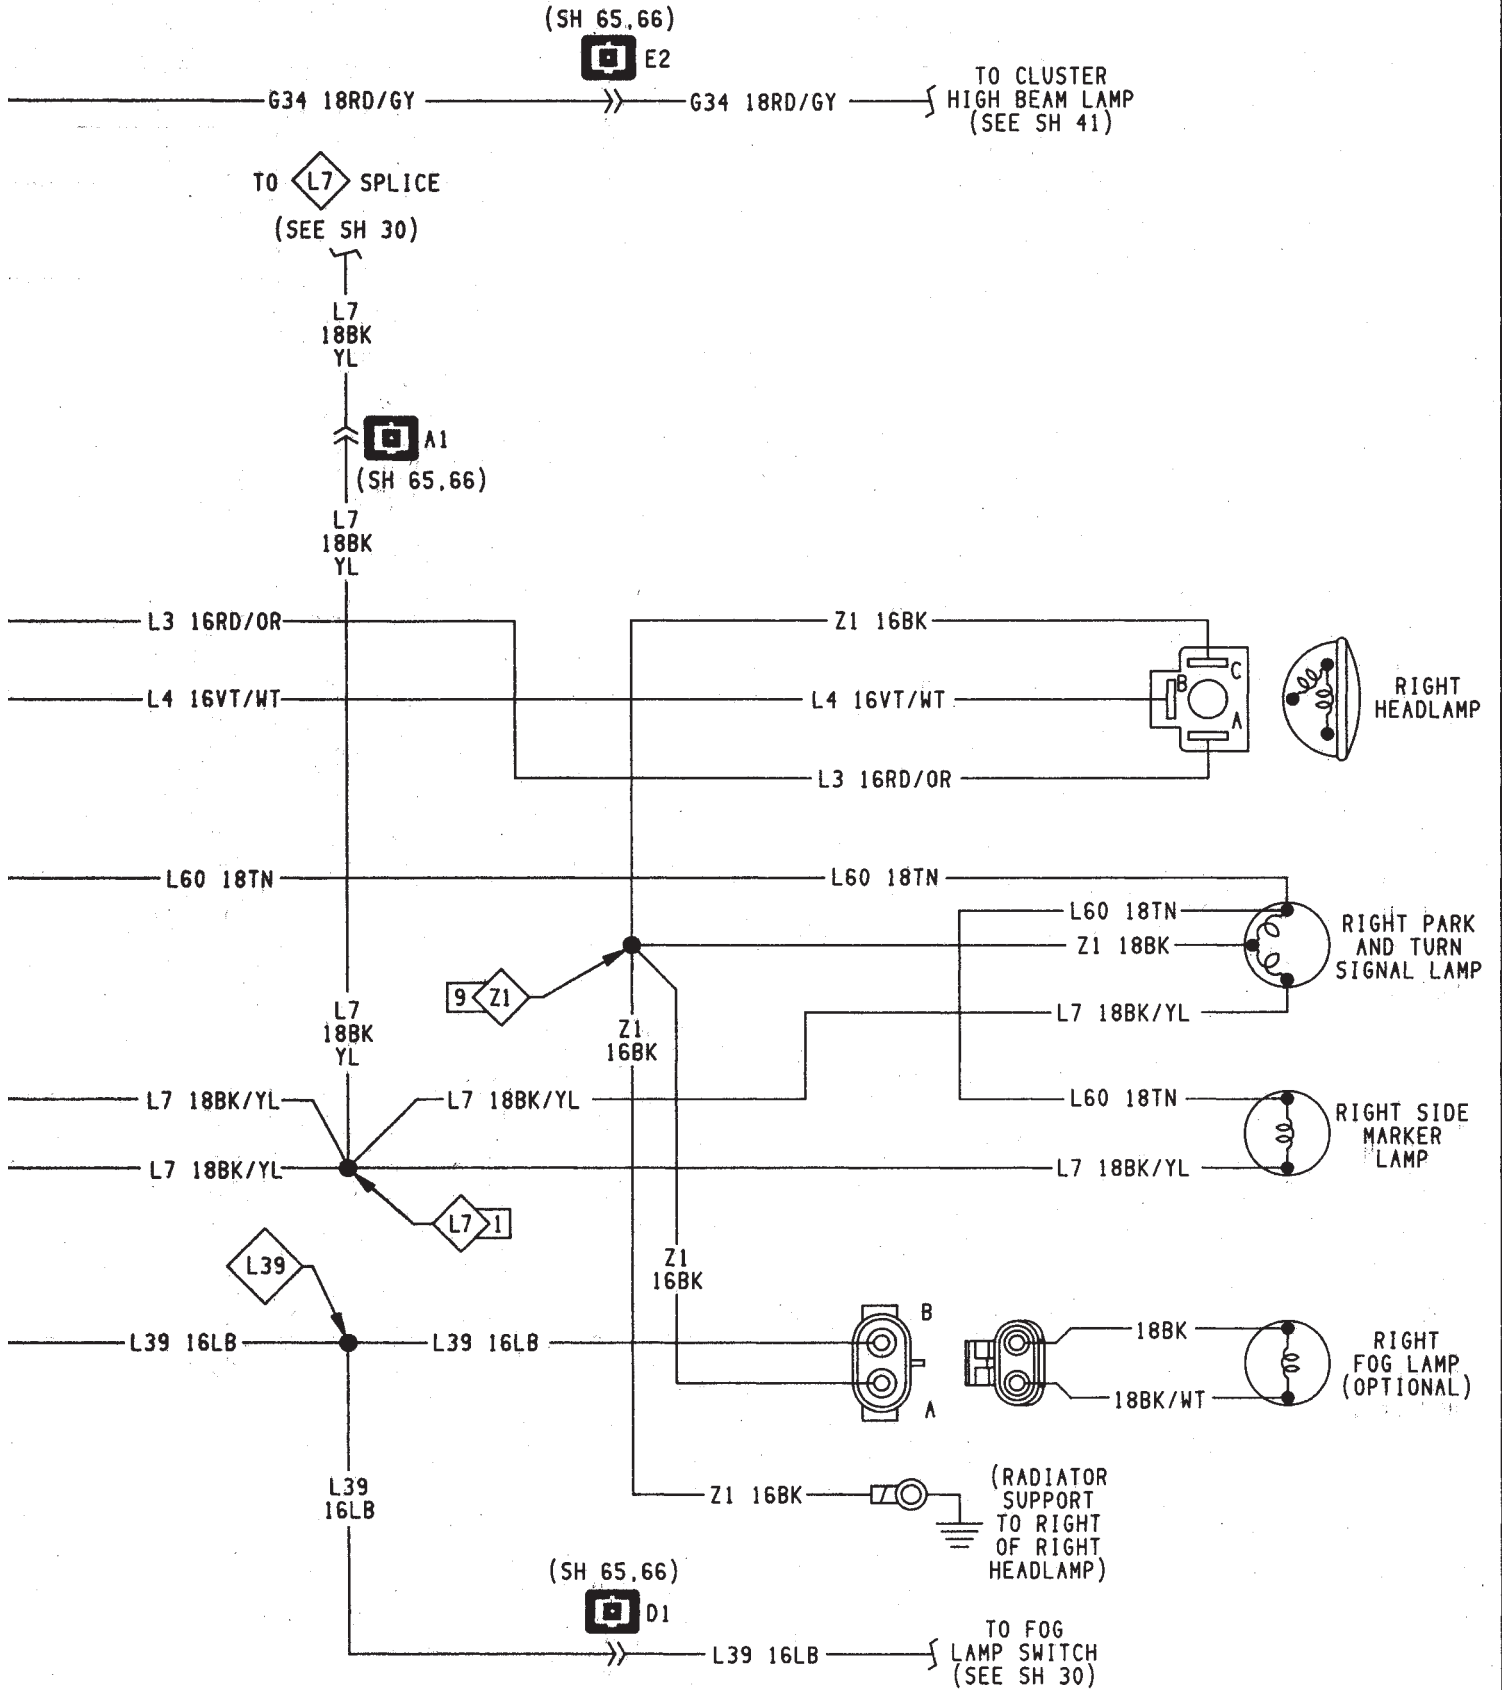 (SH 65,66)
E2
G34 18RD/GY
G34 18RD/GY
TO CLUSTER
HIGH BEAM LAMP
(SEE SH 41)
TO L7 SPLICE
(SEE SH 30)
L7
18BK
YL
A1
(SH 65,66)
L7
18BK
YL
L3 16RD/OR
Z1 16BK
C
B
A
L4 16VT/WT
L4 16VT/WT
RIGHT
HEADLAMP
L3 16RD/OR
L60 18TN
L60 18TN
L60 18TN
Z1 18BK
RIGHT PARK
AND TURN
SIGNAL LAMP
9 Z1
L7 18BK/YL
L7
18BK
YL
Z1
16BK
L7 18BK/YL
L7 18BK/YL
L60 18TN
RIGHT SIDE
MARKER
LAMP
L7 18BK/YL
L7 18BK/YL
L7 1
L39
Z1
16BK
B
L39 16LB
L39 16LB
18BK
RIGHT
FOG LAMP
(OPTIONAL)
18BK/WT
A
L39
16LB
Z1 16BK
(RADIATOR
SUPPORT
TO RIGHT
OF RIGHT
HEADLAMP)
(SH 65,66)
D1
L39 16LB
TO FOG
LAMP SWITCH
(SEE SH 30)